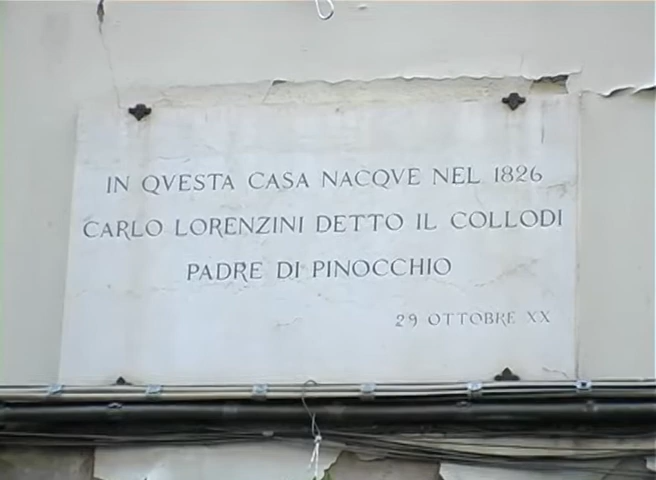 IN QVESTA CASA NACQVE NEL 1826
CARLO LORENZINI DETTO IL COLLODI
PADRE DI PINOCCHIO
29 OTTOBRE XX